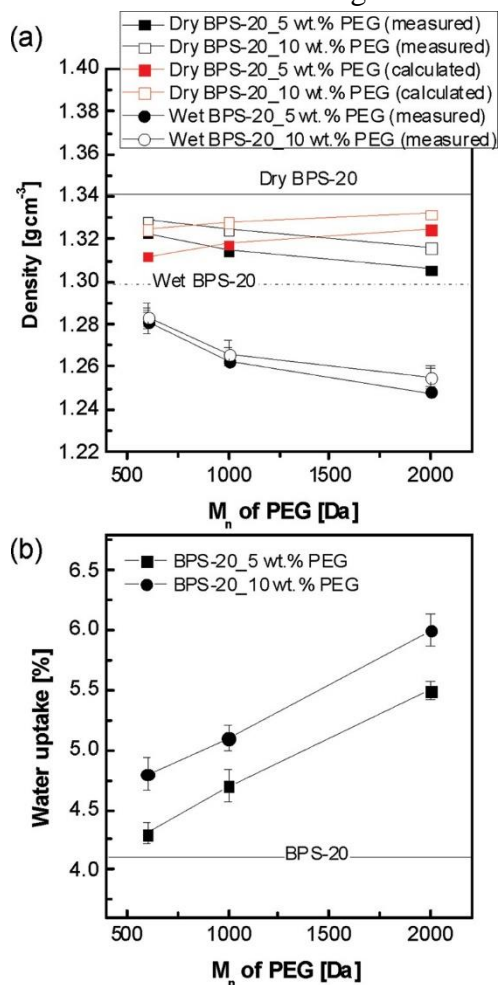 (a)
Dry BPS-20_5 wt.% PEG (measured)
Dry BPS-20_10 wt.% PEG (measured)
Dry BPS-20_5 wt.% PEG (calculated)
Dry BPS-20_10 wt.% PEG (calculated)
Wet BPS-20_5 wt.% PEG (measured)
Wet BPS-20_10 wt.% PEG (measured)
1.40
1.38
1.36
1.34
1.32
1.30
1.28
1.26
1.24
1.22
Density [gcm⁻³]
Dry BPS-20
Wet BPS-20
500 1000 1500 2000
Mₙ of PEG [Da]
(b)
BPS-20_5 wt.% PEG
BPS-20_10 wt.% PEG
6.5
6.0
5.5
5.0
4.5
4.0
Water uptake [%]
BPS-20
500 1000 1500 2000
Mₙ of PEG [Da]